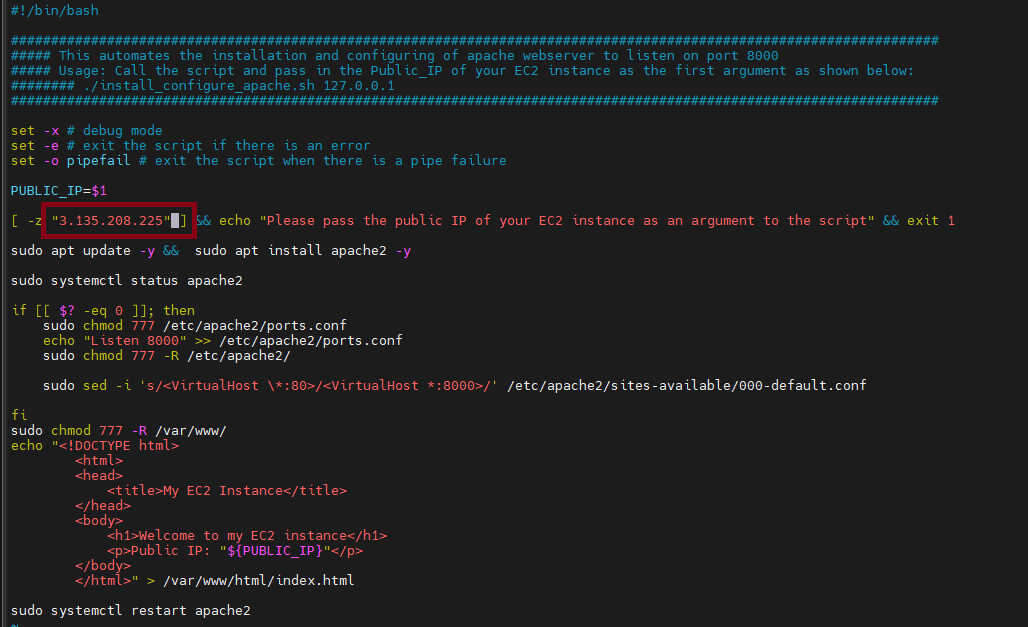 #!/bin/bash
####################################################################################################################
##### This automates the installation and configuring of apache webserver to listen on port 8000
##### Usage: Call the script and pass in the Public_IP of your EC2 instance as the first argument as shown below:
######## ./install_configure_apache.sh 127.0.0.1
####################################################################################################################
set -x # debug mode
set -e # exit the script if there is an error
set -o pipefail # exit the script when there is a pipe failure
PUBLIC_IP=$1
[ -z "3.135.208.225" ] && echo "Please pass the public IP of your EC2 instance as an argument to the script" && exit 1
sudo apt update -y &&  sudo apt install apache2 -y
sudo systemctl status apache2
if [[ $? -eq 0 ]]; then
    sudo chmod 777 /etc/apache2/ports.conf
    echo "Listen 8000" >> /etc/apache2/ports.conf
    sudo chmod 777 -R /etc/apache2/
    sudo sed -i 's/<VirtualHost \*:80>/<VirtualHost *:8000>/' /etc/apache2/sites-available/000-default.conf
fi
sudo chmod 777 -R /var/www/
echo "<!DOCTYPE html>
        <html>
        <head>
            <title>My EC2 Instance</title>
        </head>
        <body>
            <h1>Welcome to my EC2 instance</h1>
            <p>Public IP: "${PUBLIC_IP}"</p>
        </body>
        </html>" > /var/www/html/index.html
sudo systemctl restart apache2